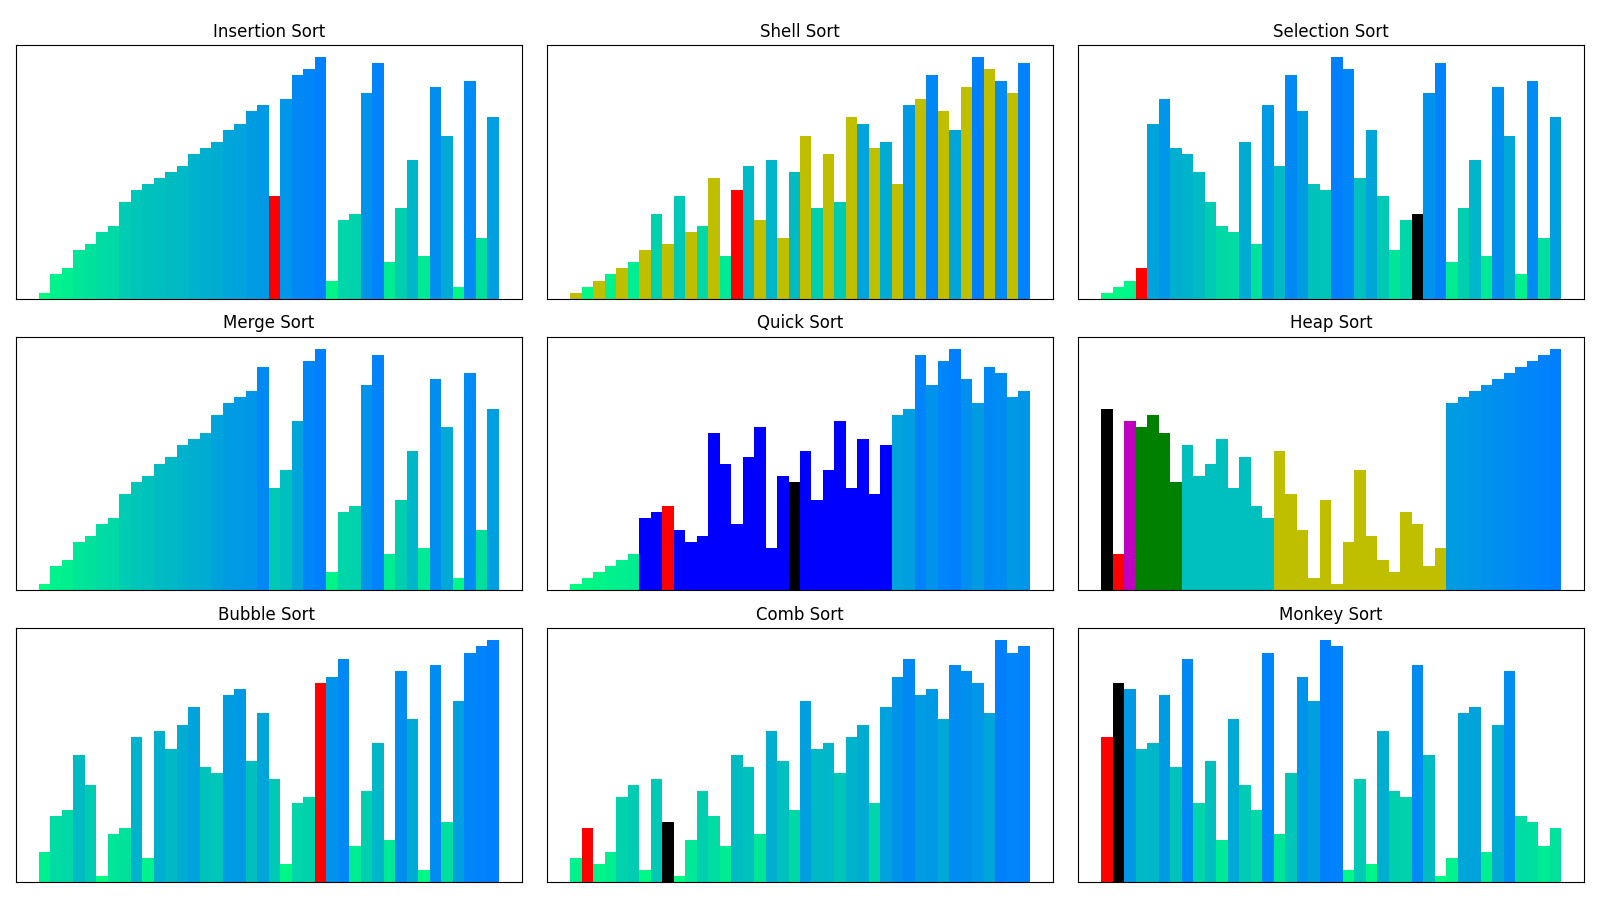 Insertion Sort
Shell Sort
Selection Sort
Merge Sort
Quick Sort
Heap Sort
Bubble Sort
Comb Sort
Monkey Sort